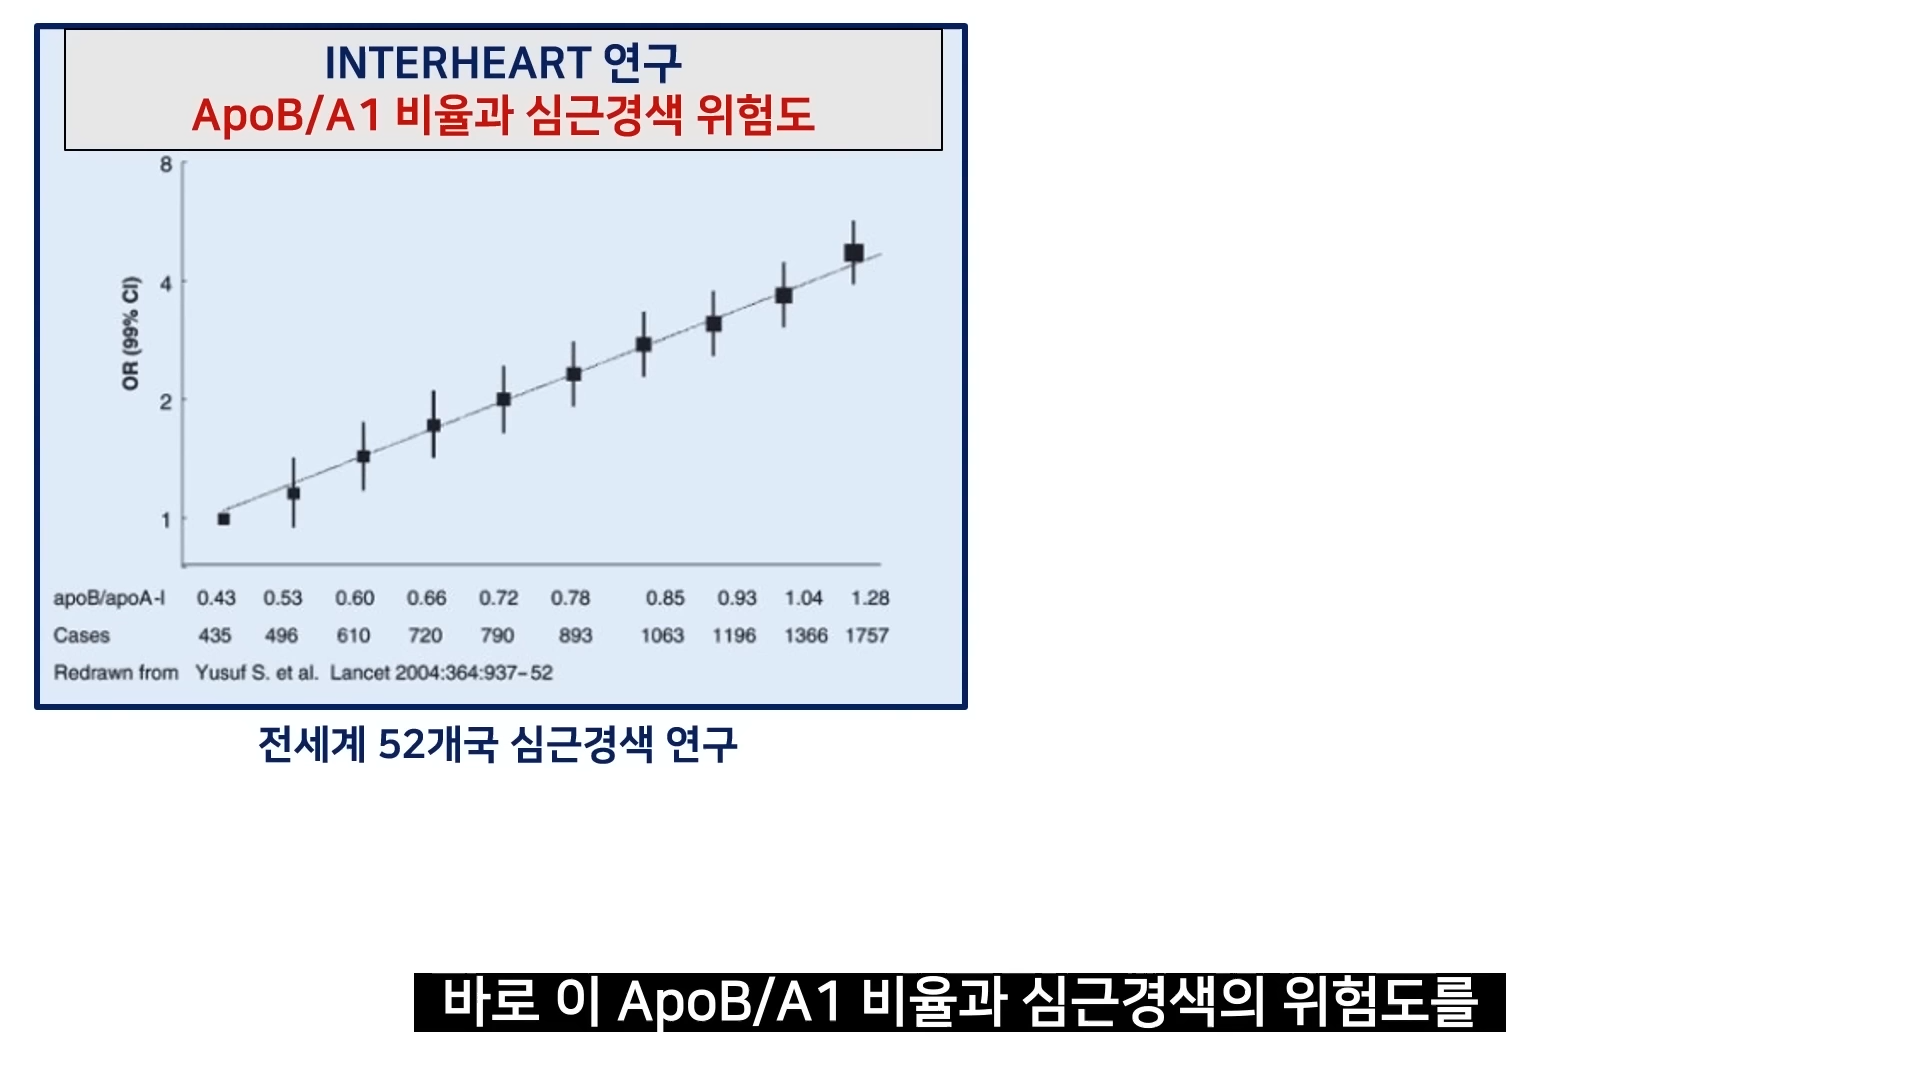 INTERHEART 연구
ApoB/A1 비율과 심근경색 위험도
8
4
2
1
OR (99% CI)
apoB/apoA-I 0.43 0.53 0.60 0.66 0.72 0.78 0.85 0.93 1.04 1.28
Cases 435 496 610 720 790 893 1063 1196 1366 1757
Redrawn from Yusuf S. et al. Lancet 2004:364:937–52
전세계 52개국 심근경색 연구
바로 이 ApoB/A1 비율과 심근경색의 위험도를